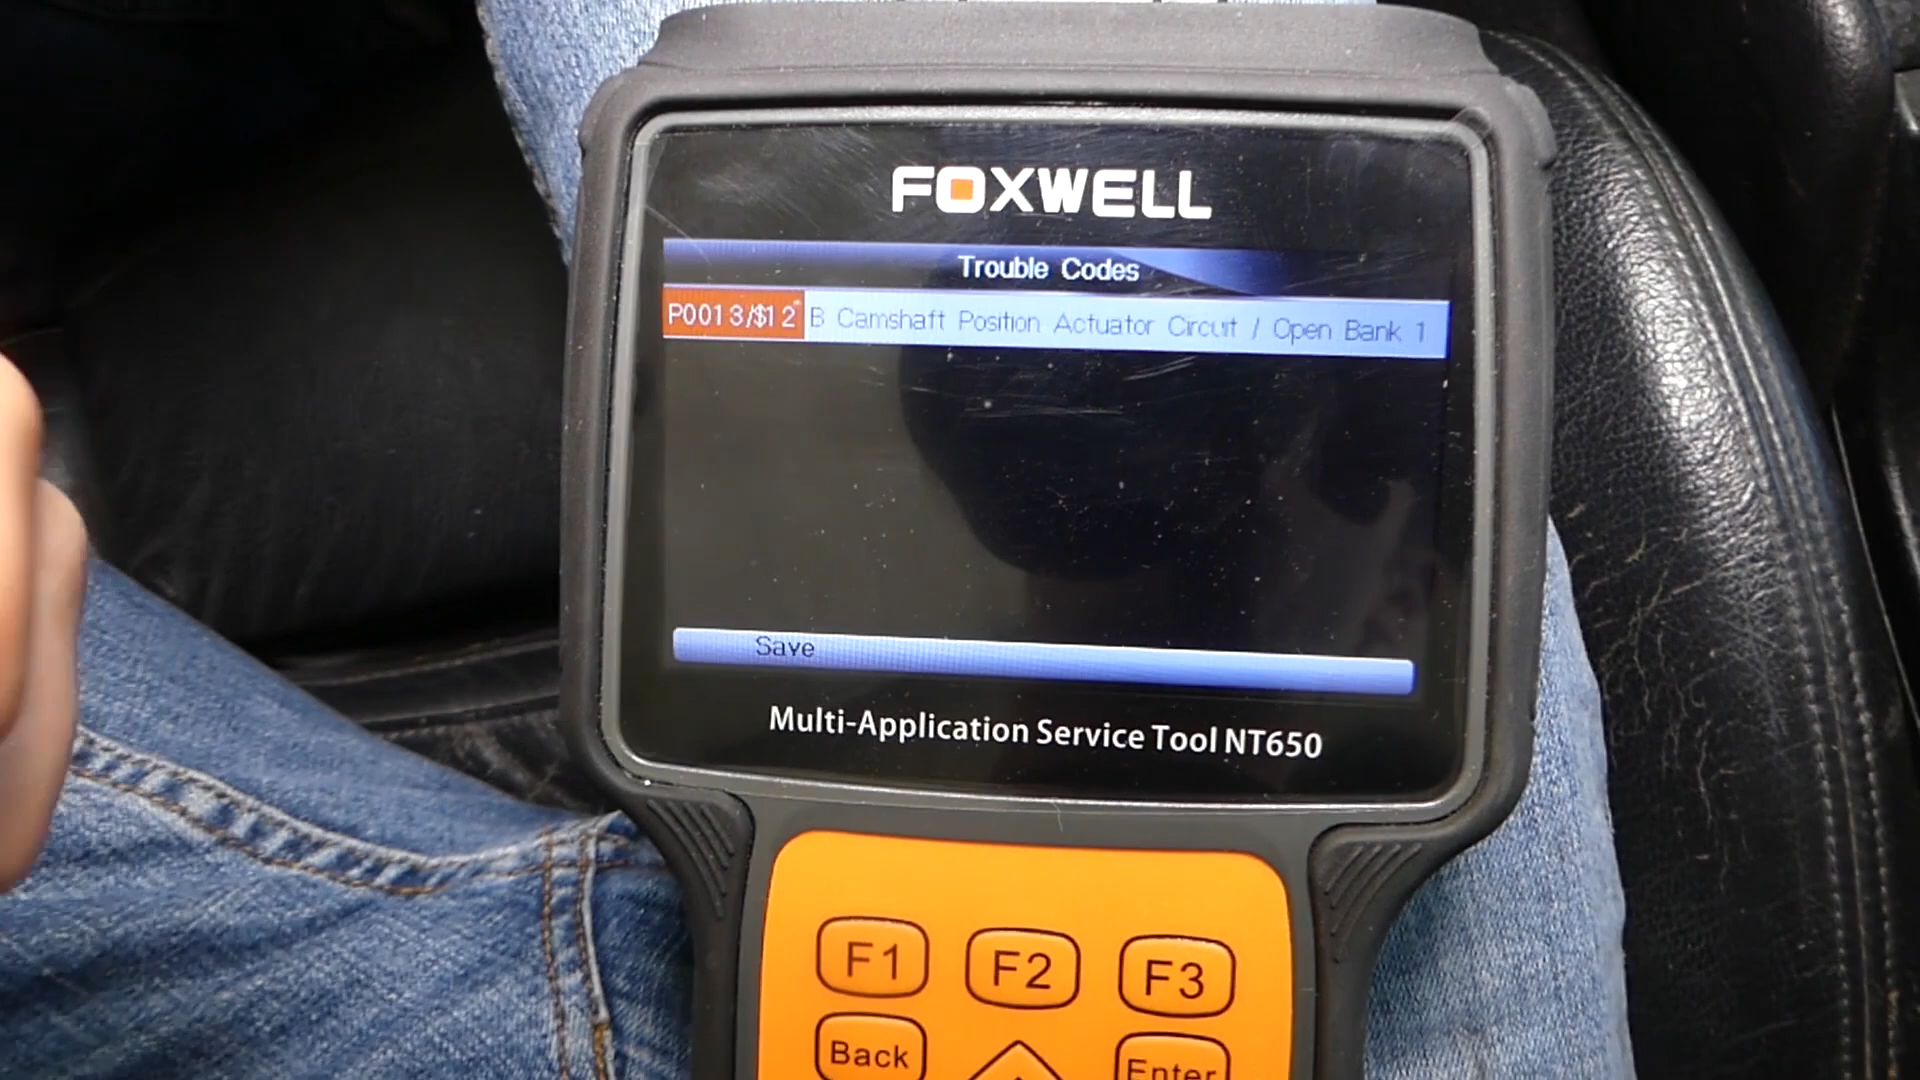 FOXWELL
Trouble Codes
P0013/$12 B Camshaft Position Actuator Circuit / Open Bank 1
Save
Multi-Application Service Tool NT650
F1 F2 F3
Back Enter